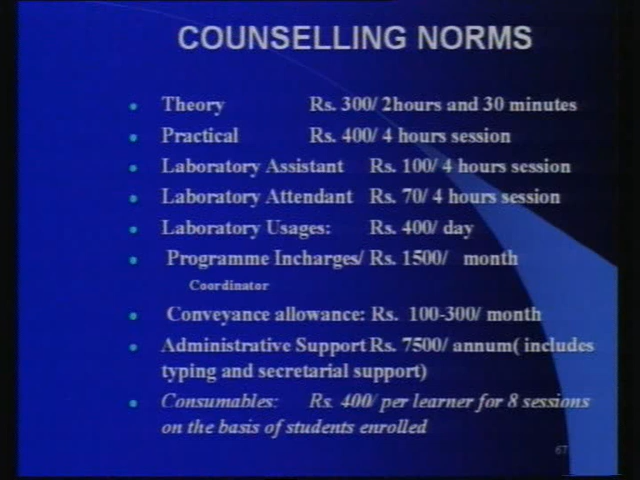 COUNSELLING NORMS
• Theory Rs. 300/ 2hours and 30 minutes
• Practical Rs. 400/ 4 hours session
• Laboratory Assistant Rs. 100/ 4 hours session
• Laboratory Attendant Rs. 70/ 4 hours session
• Laboratory Usages: Rs. 400/ day
• Programme Incharges/ Rs. 1500/ month
Coordinator
• Conveyance allowance: Rs. 100-300/ month
• Administrative Support Rs. 7500/ annum( includes
typing and secretarial support)
• Consumables: Rs. 400/ per learner for 8 sessions
on the basis of students enrolled
67